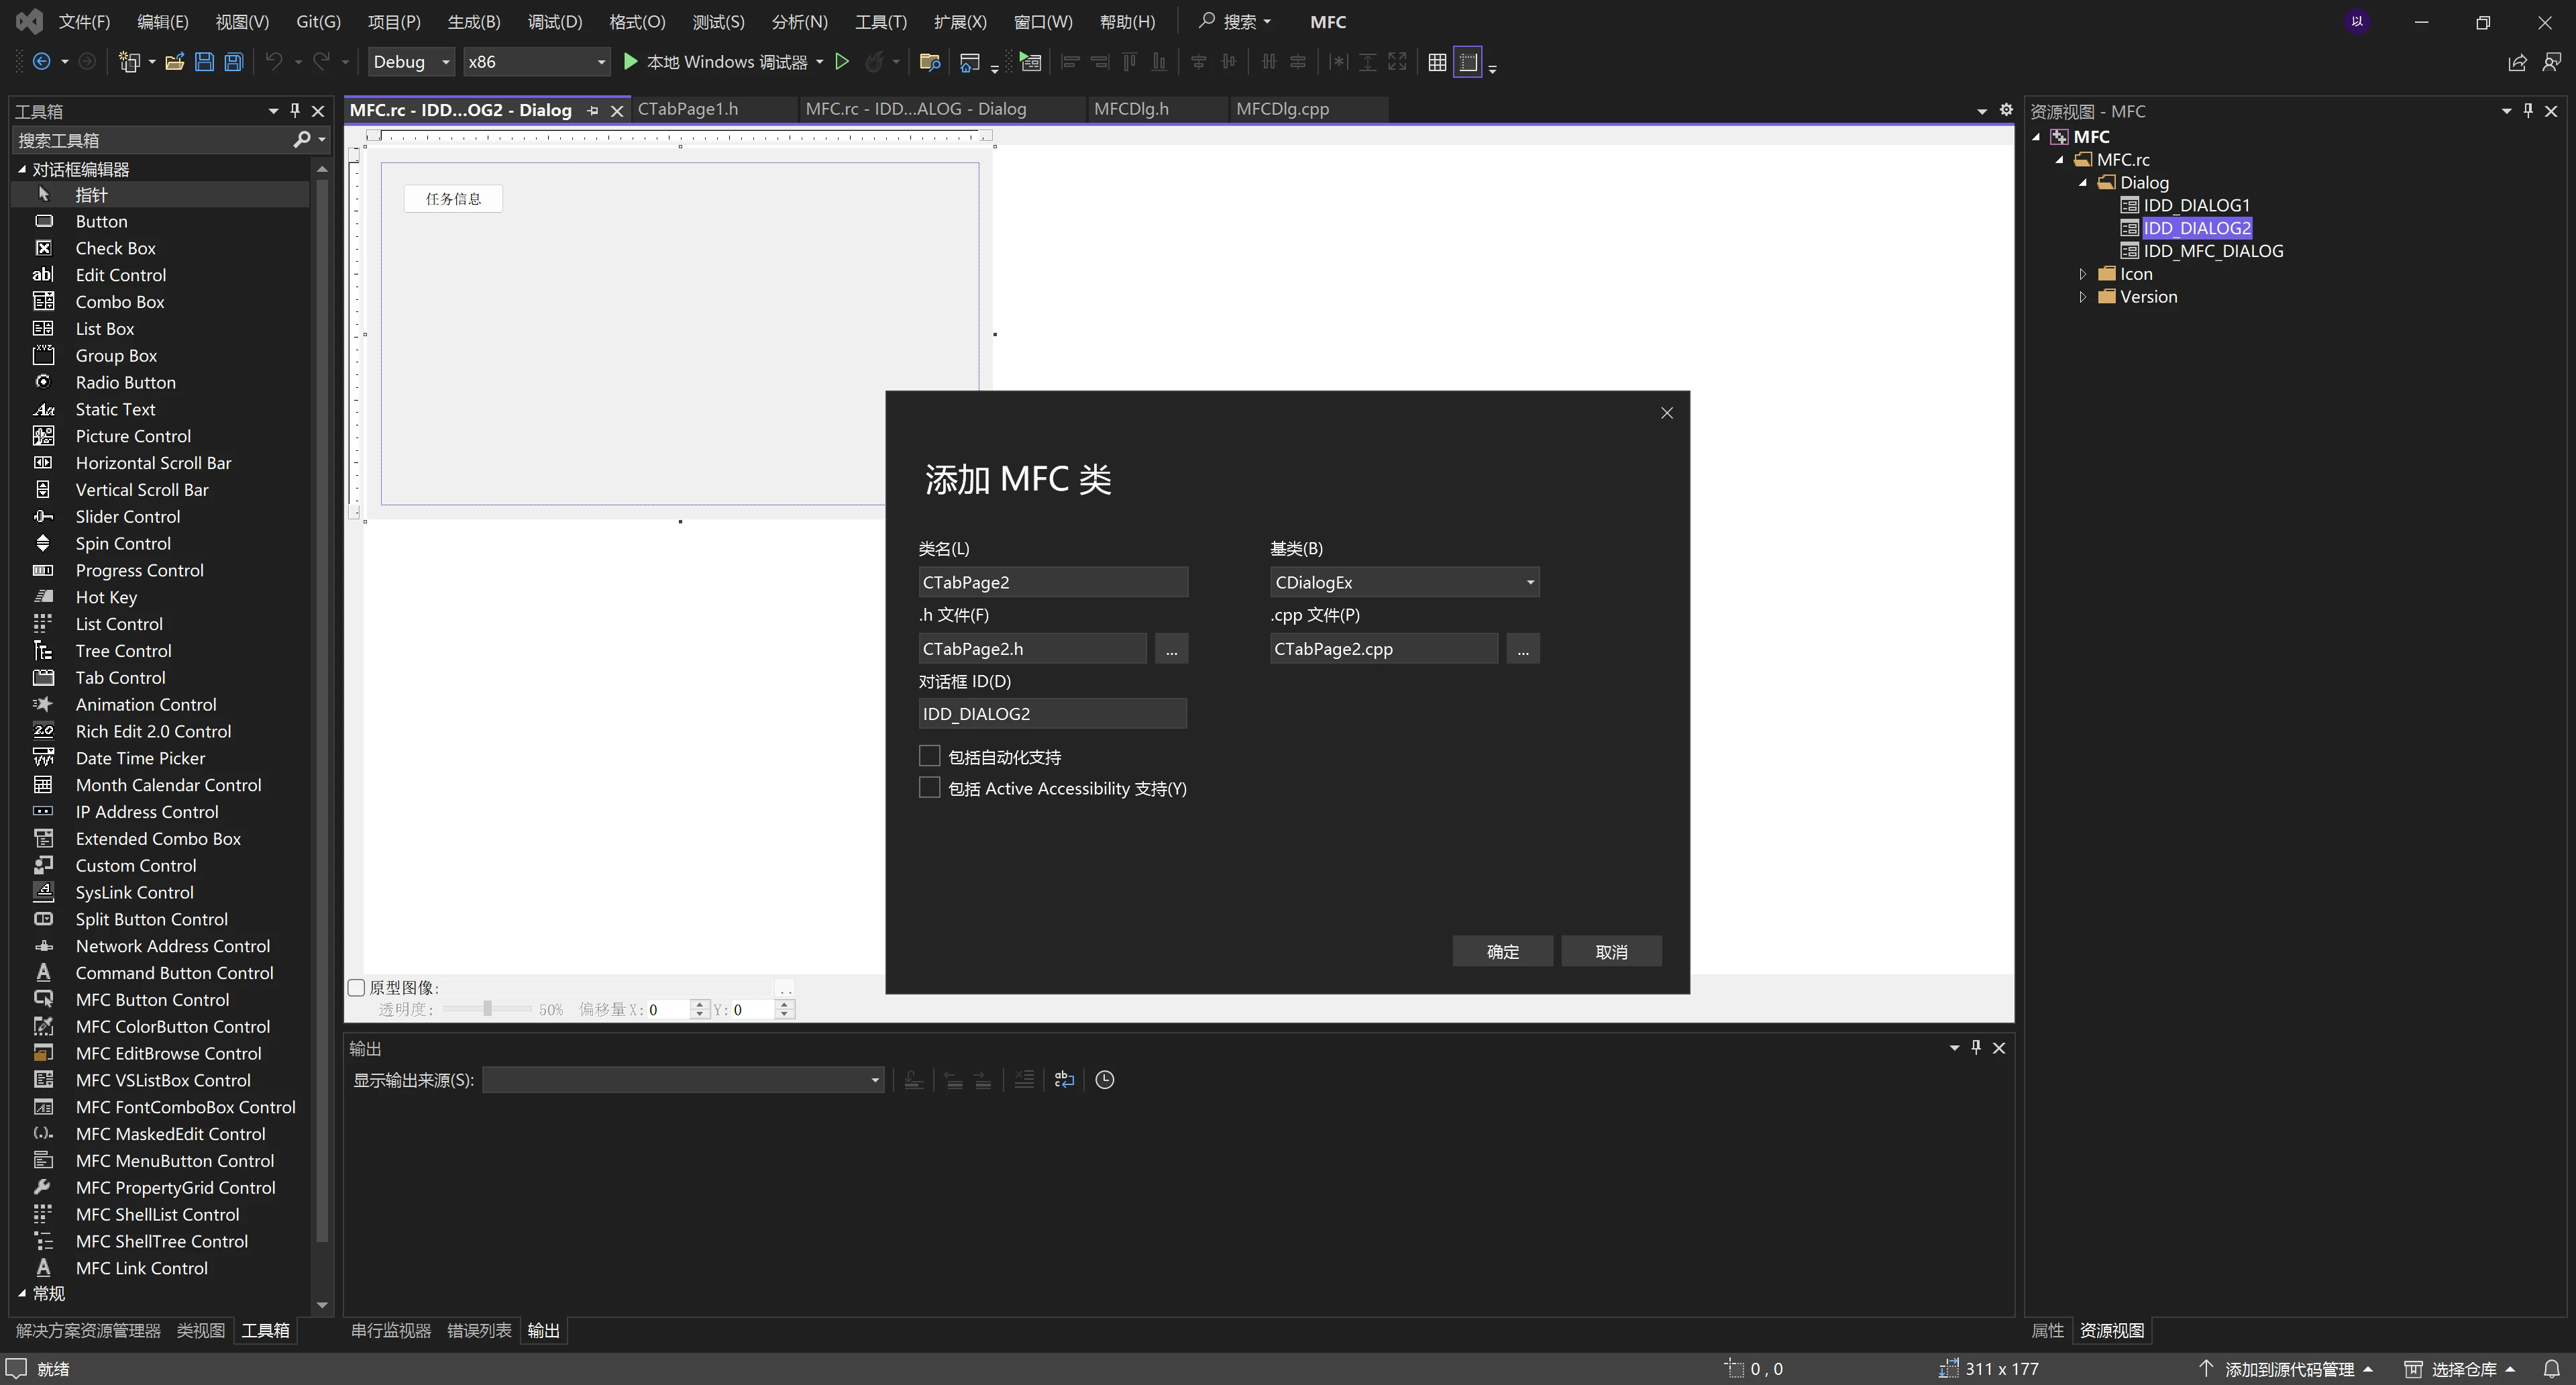 文件(F) 编辑(E) 视图(V) Git(G) 项目(P) 生成(B) 调试(D) 格式(O) 测试(S) 分析(N) 工具(T) 扩展(X) 窗口(W) 帮助(H) 搜索 MFC 以
Debug x86 本地 Windows 调试器
工具箱
搜索工具箱
对话框编辑器
指针
Button
Check Box
Edit Control
Combo Box
List Box
Group Box
Radio Button
Static Text
Picture Control
Horizontal Scroll Bar
Vertical Scroll Bar
Slider Control
Spin Control
Progress Control
Hot Key
List Control
Tree Control
Tab Control
Animation Control
Rich Edit 2.0 Control
Date Time Picker
Month Calendar Control
IP Address Control
Extended Combo Box
Custom Control
SysLink Control
Split Button Control
Network Address Control
Command Button Control
MFC Button Control
MFC ColorButton Control
MFC EditBrowse Control
MFC VSListBox Control
MFC FontComboBox Control
MFC MaskedEdit Control
MFC MenuButton Control
MFC PropertyGrid Control
MFC ShellList Control
MFC ShellTree Control
MFC Link Control
常规
解决方案资源管理器 类视图 工具箱
MFC.rc - IDD...OG2 - Dialog CTabPage1.h MFC.rc - IDD...ALOG - Dialog MFCDlg.h MFCDlg.cpp
任务信息
添加 MFC 类
类名(L) 基类(B)
CTabPage2 CDialogEx
.h 文件(F) .cpp 文件(P)
CTabPage2.h ... CTabPage2.cpp ...
对话框 ID(D)
IDD_DIALOG2
包括自动化支持
包括 Active Accessibility 支持(Y)
确定 取消
原型图像: ..
透明度: 50% 偏移量 X: 0 Y: 0
输出
显示输出来源(S):
串行监视器 错误列表 输出
资源视图 - MFC
MFC
MFC.rc
Dialog
IDD_DIALOG1
IDD_DIALOG2
IDD_MFC_DIALOG
Icon
Version
属性 资源视图
就绪 0 , 0 311 x 177 添加到源代码管理 选择仓库